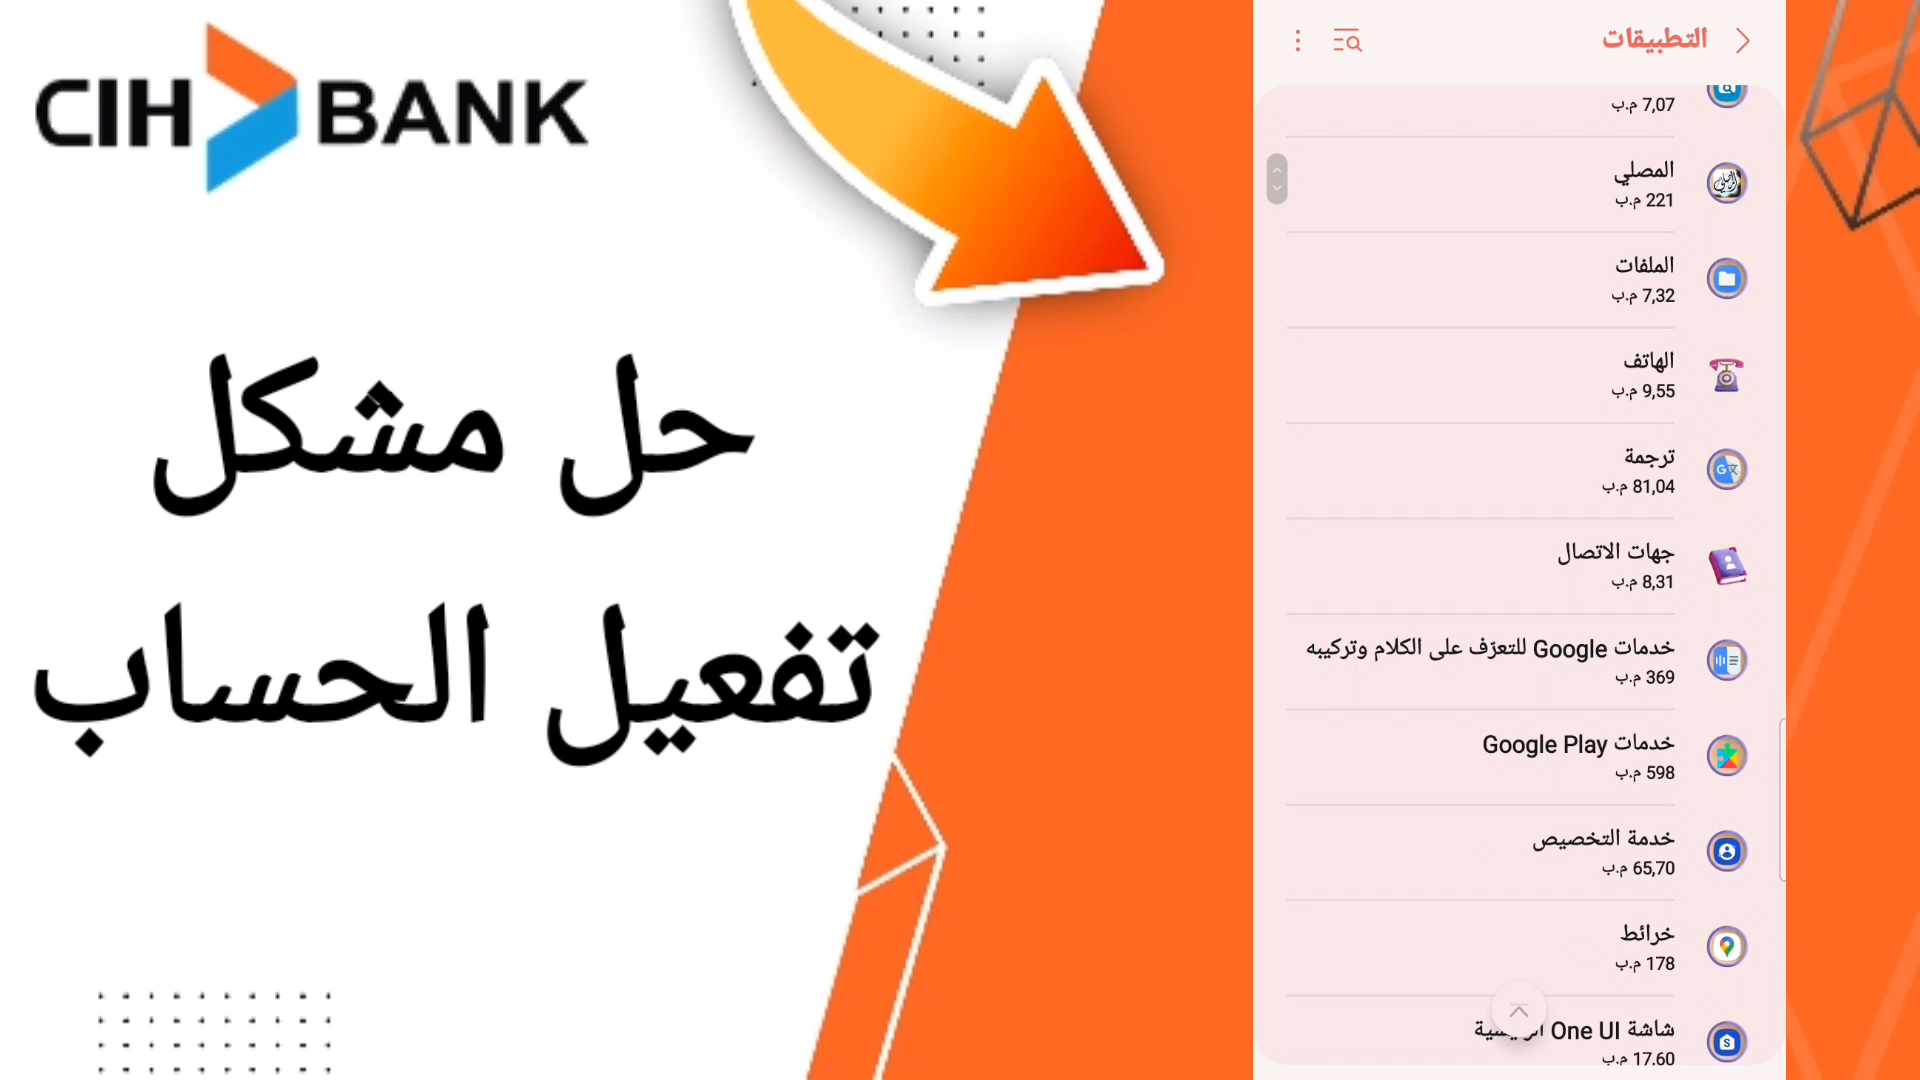 CIH BANK
حل مشكل
تفعيل الحساب
التطبيقات
7,07 م.ب
المصلي
221 م.ب
الملفات
7,32 م.ب
الهاتف
9,55 م.ب
ترجمة
81,04 م.ب
جهات الاتصال
8,31 م.ب
خدمات Google للتعرّف على الكلام وتركيبه
369 م.ب
خدمات Google Play
598 م.ب
خدمة التخصيص
65,70 م.ب
خرائط
178 م.ب
شاشة One UI
17.60 م.ب